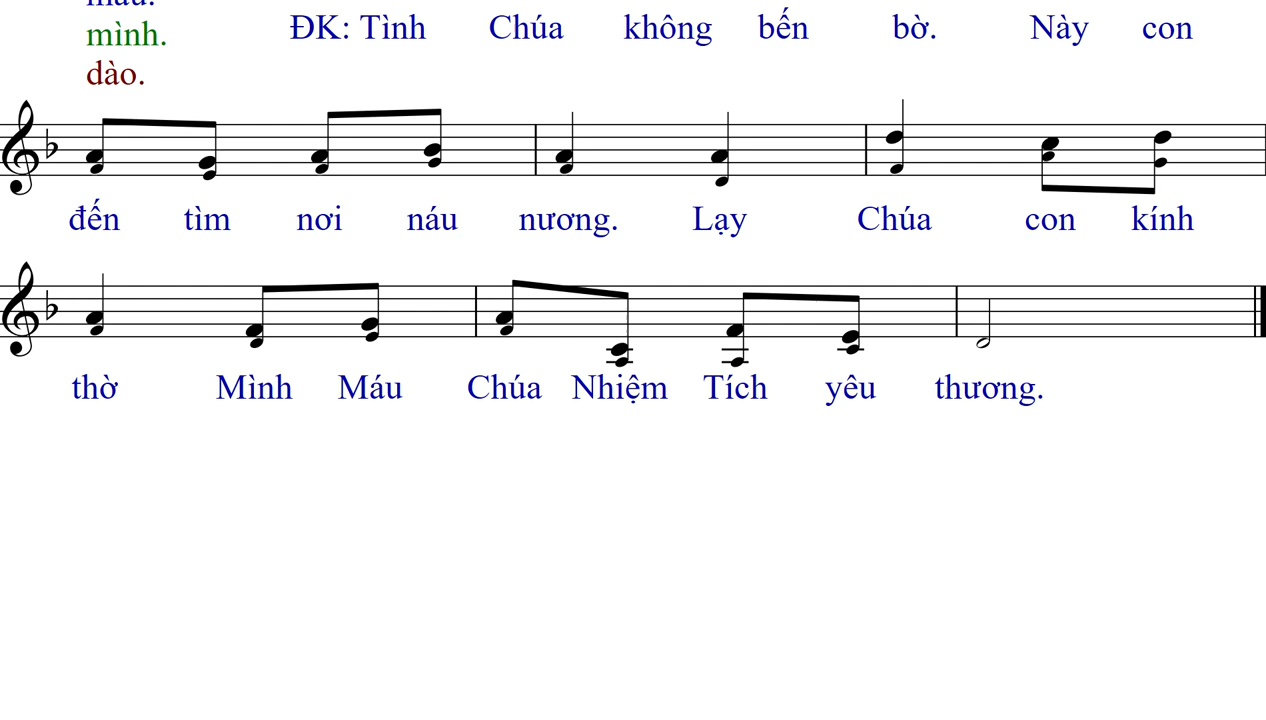 mình. ĐK: Tình Chúa không bến bờ. Này con
dào.
đến tìm nơi náu nương. Lạy Chúa con kính
thờ Mình Máu Chúa Nhiệm Tích yêu thương.